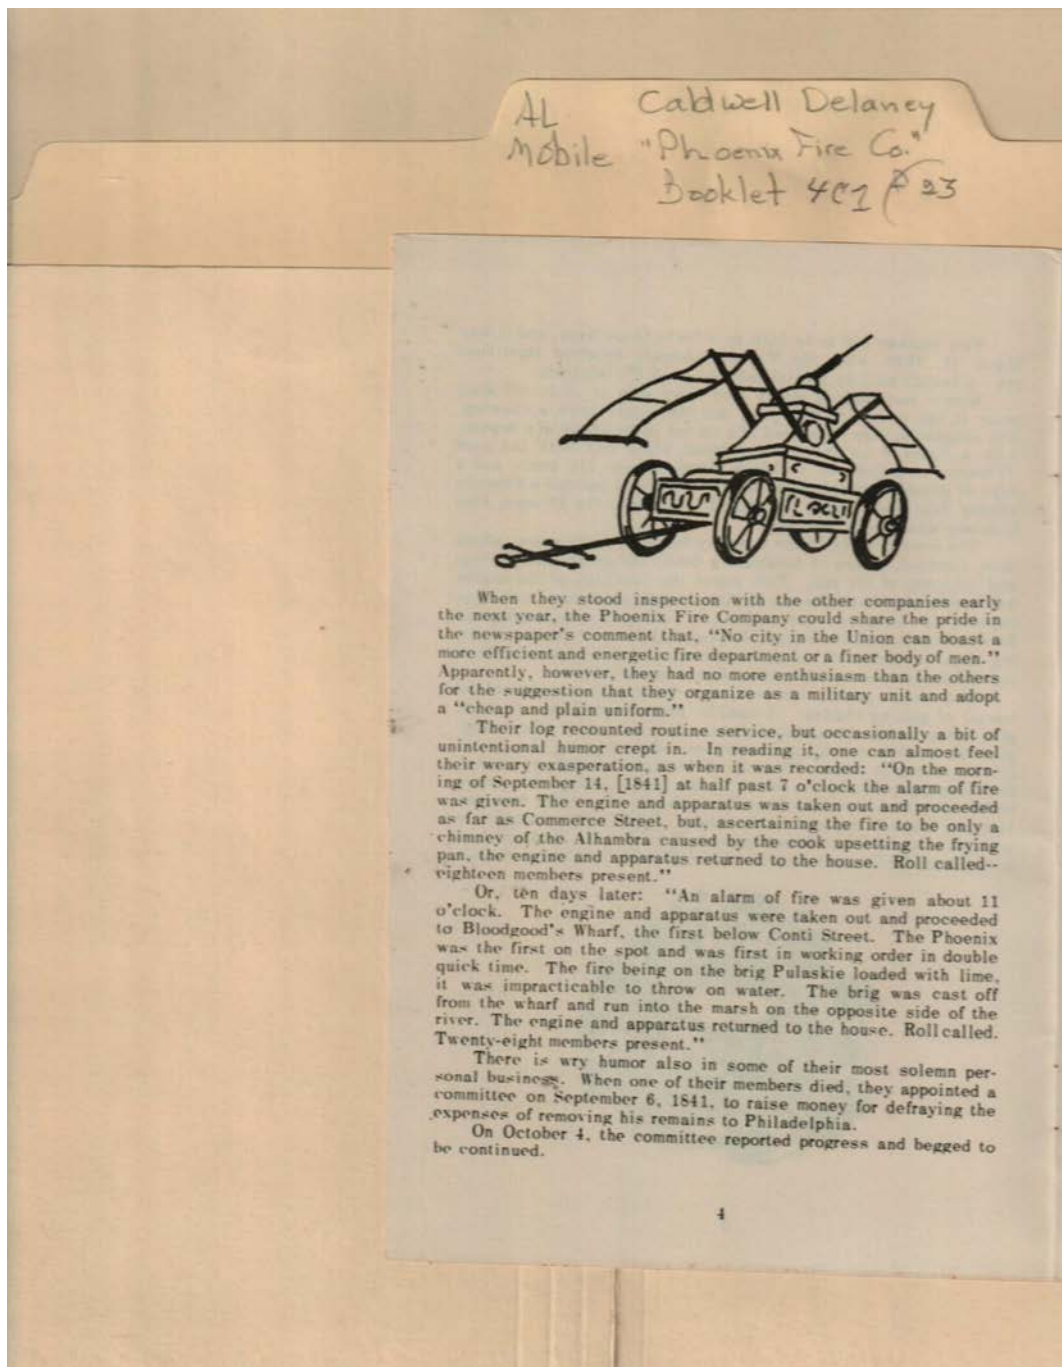 AL Caldwell Delaney
Mobile "Phoenix Fire Co."
Booklet 4C1 P 23
When they stood inspection with the other companies early
the next year, the Phoenix Fire Company could share the pride in
the newspaper's comment that, "No city in the Union can boast a
more efficient and energetic fire department or a finer body of men."
Apparently, however, they had no more enthusiasm than the others
for the suggestion that they organize as a military unit and adopt
a "cheap and plain uniform."
Their log recounted routine service, but occasionally a bit of
unintentional humor crept in. In reading it, one can almost feel
their weary exasperation, as when it was recorded: "On the morn-
ing of September 14, [1841] at half past 7 o'clock the alarm of fire
was given. The engine and apparatus was taken out and proceeded
as far as Commerce Street, but, ascertaining the fire to be only a
chimney of the Alhambra caused by the cook upsetting the frying
pan, the engine and apparatus returned to the house. Roll called--
eighteen members present."
Or, ten days later: "An alarm of fire was given about 11
o'clock. The engine and apparatus were taken out and proceeded
to Bloodgood's Wharf, the first below Conti Street. The Phoenix
was the first on the spot and was first in working order in double
quick time. The fire being on the brig Pulaskie loaded with lime,
it was impracticable to throw on water. The brig was cast off
from the wharf and run into the marsh on the opposite side of the
river. The engine and apparatus returned to the house. Roll called.
Twenty-eight members present."
There is wry humor also in some of their most solemn per-
sonal business. When one of their members died, they appointed a
committee on September 6, 1841, to raise money for defraying the
expenses of removing his remains to Philadelphia.
On October 4, the committee reported progress and begged to
be continued.
4